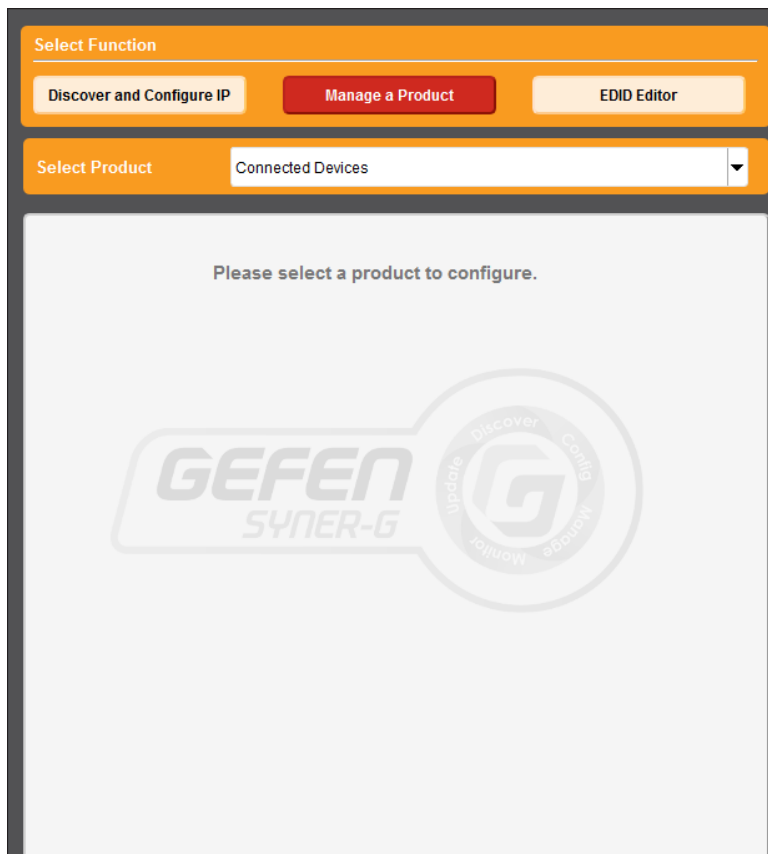 Select Function
Discover and Configure IP Manage a Product EDID Editor
Select Product Connected Devices
Please select a product to configure.
GEFEN
SYNER-G
Discover Config Manage Monitor Update